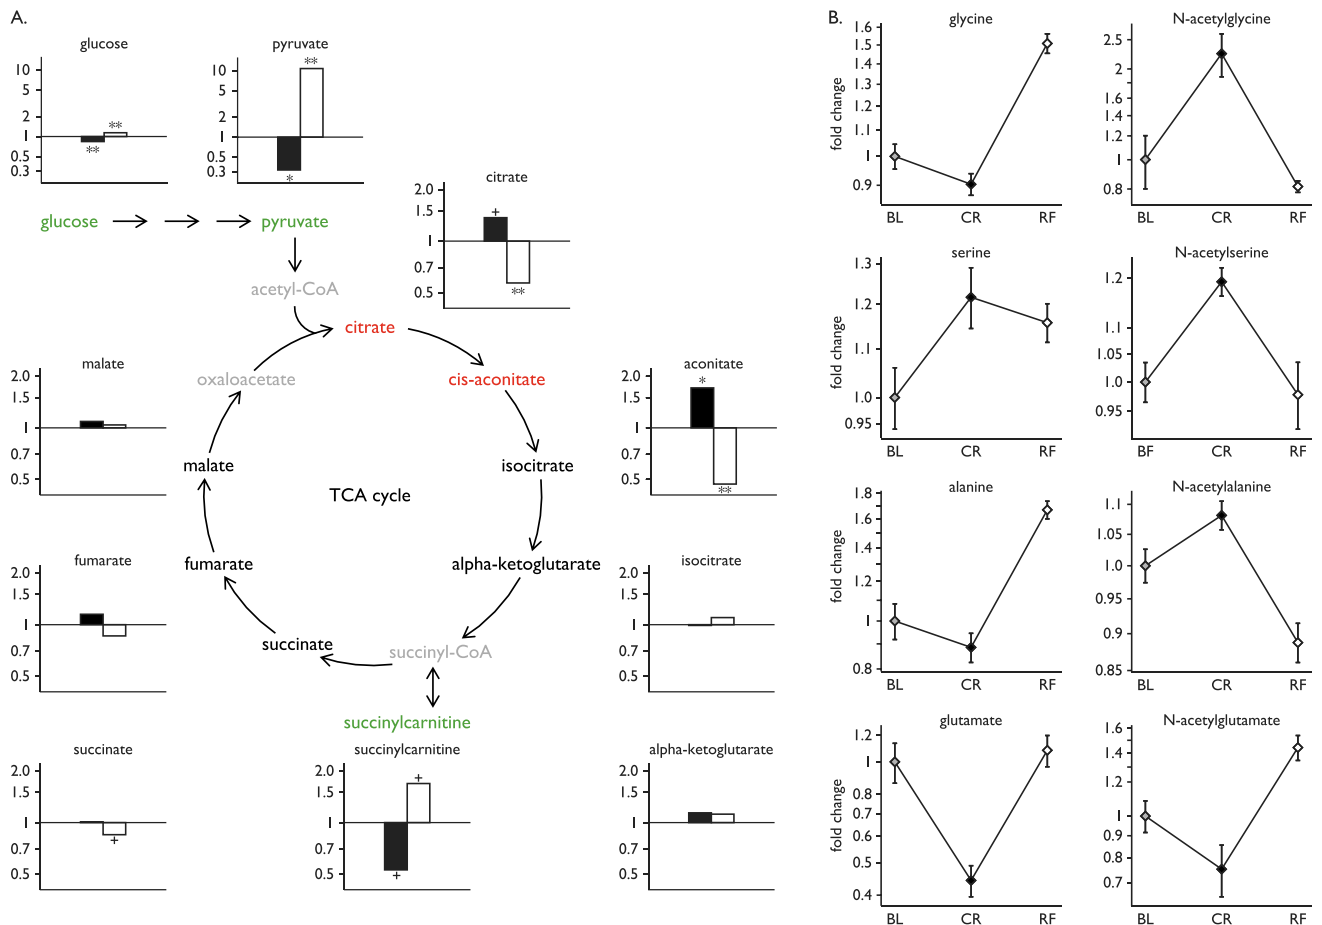 A.
glucose
10
5
2
1
0.5
0.3
**
**
pyruvate
10
5
2
1
0.5
0.3
**
*
citrate
2.0
1.5
1
0.7
0.5
+
**
glucose
pyruvate
acetyl-CoA
citrate
cis-aconitate
isocitrate
alpha-ketoglutarate
succinyl-CoA
succinate
fumarate
malate
oxaloacetate
TCA cycle
succinylcarnitine
malate
2.0
1.5
1
0.7
0.5
aconitate
2.0
1.5
1
0.7
0.5
*
**
fumarate
2.0
1.5
1
0.7
0.5
isocitrate
2.0
1.5
1
0.7
0.5
succinate
2.0
1.5
1
0.7
0.5
+
succinylcarnitine
2.0
1.5
1
0.7
0.5
+
+
alpha-ketoglutarate
2.0
1.5
1
0.7
0.5
B.
glycine
fold change
1.6
1.5
1.4
1.3
1.2
1.1
1
0.9
BL CR RF
N-acetylglycine
2.5
2
1.6
1.4
1.2
1
0.8
BL CR RF
serine
fold change
1.3
1.2
1.1
1.0
0.95
BL CR RF
N-acetylserine
1.2
1.1
1.05
1.0
0.95
BF CR RF
alanine
fold change
1.8
1.6
1.4
1.2
1
0.8
BL CR RF
N-acetylalanine
1.1
1.05
1.0
0.95
0.9
0.85
BL CR RF
glutamate
fold change
1.2
1
0.8
0.7
0.6
0.5
0.4
BL CR RF
N-acetylglutamate
1.6
1.4
1.2
1
0.9
0.8
0.7
BL CR RF